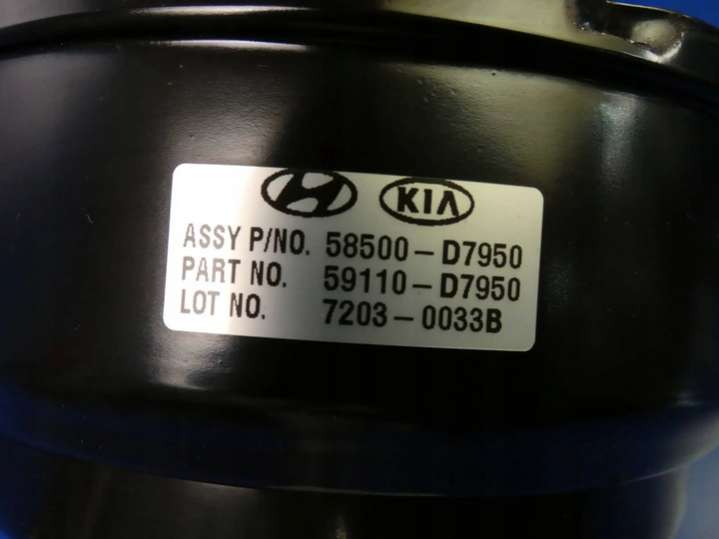 KIA
ASSY P/NO. 58500-D7950
PART NO. 59110-D7950
LOT NO. 7203-0033B